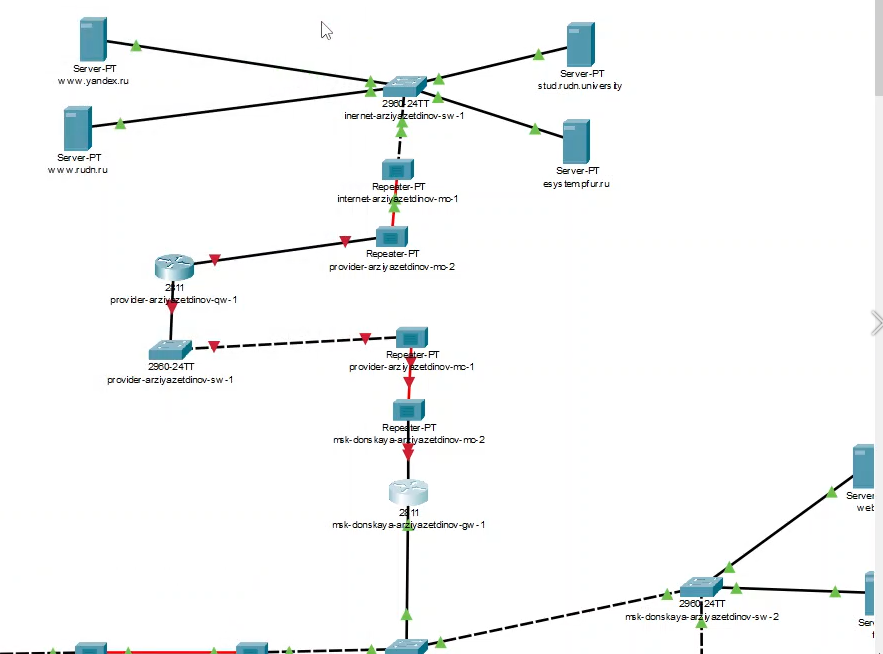 Server-PT
www.yandex.ru
Server-PT
stud.rudn.university
2960-24TT
inernet-arziyazetdinov-sw-1
Server-PT
www.rudn.ru
Server-PT
esystem.pfur.ru
Repeater-PT
internet-arziyazetdinov-mc-1
Repeater-PT
provider-arziyazetdinov-mc-2
2811
provider-arziyazetdinov-gw-1
2960-24TT
provider-arziyazetdinov-sw-1
Repeater-PT
provider-arziyazetdinov-mc-1
Repeater-PT
msk-donskaya-arziyazetdinov-mc-2
2811
msk-donskaya-arziyazetdinov-gw-1
Server
web
2960-24TT
msk-donskaya-arziyazetdinov-sw-2
Serv